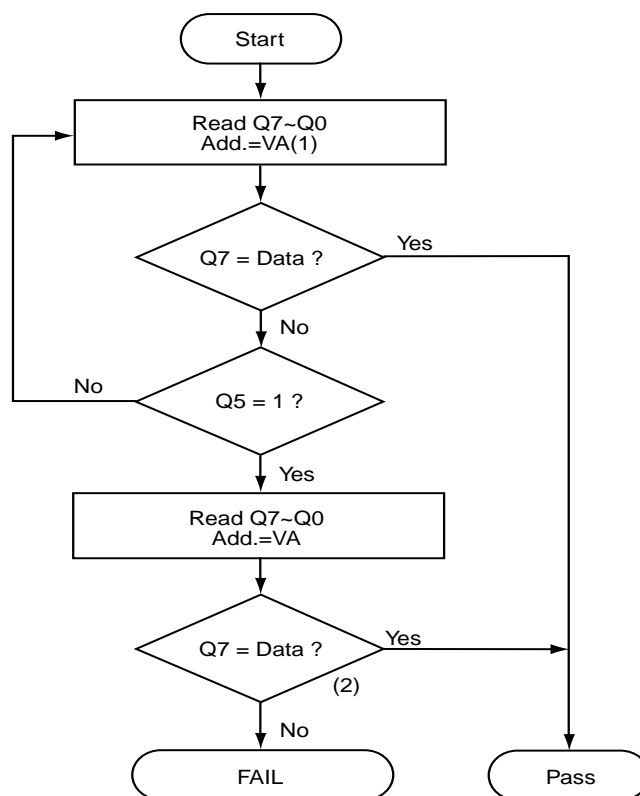 Start
Read Q7~Q0
Add.=VA(1)
Q7 = Data ?
Yes
No
Q5 = 1 ?
No
Yes
Read Q7~Q0
Add.=VA
Q7 = Data ?
Yes
(2)
No
FAIL
Pass